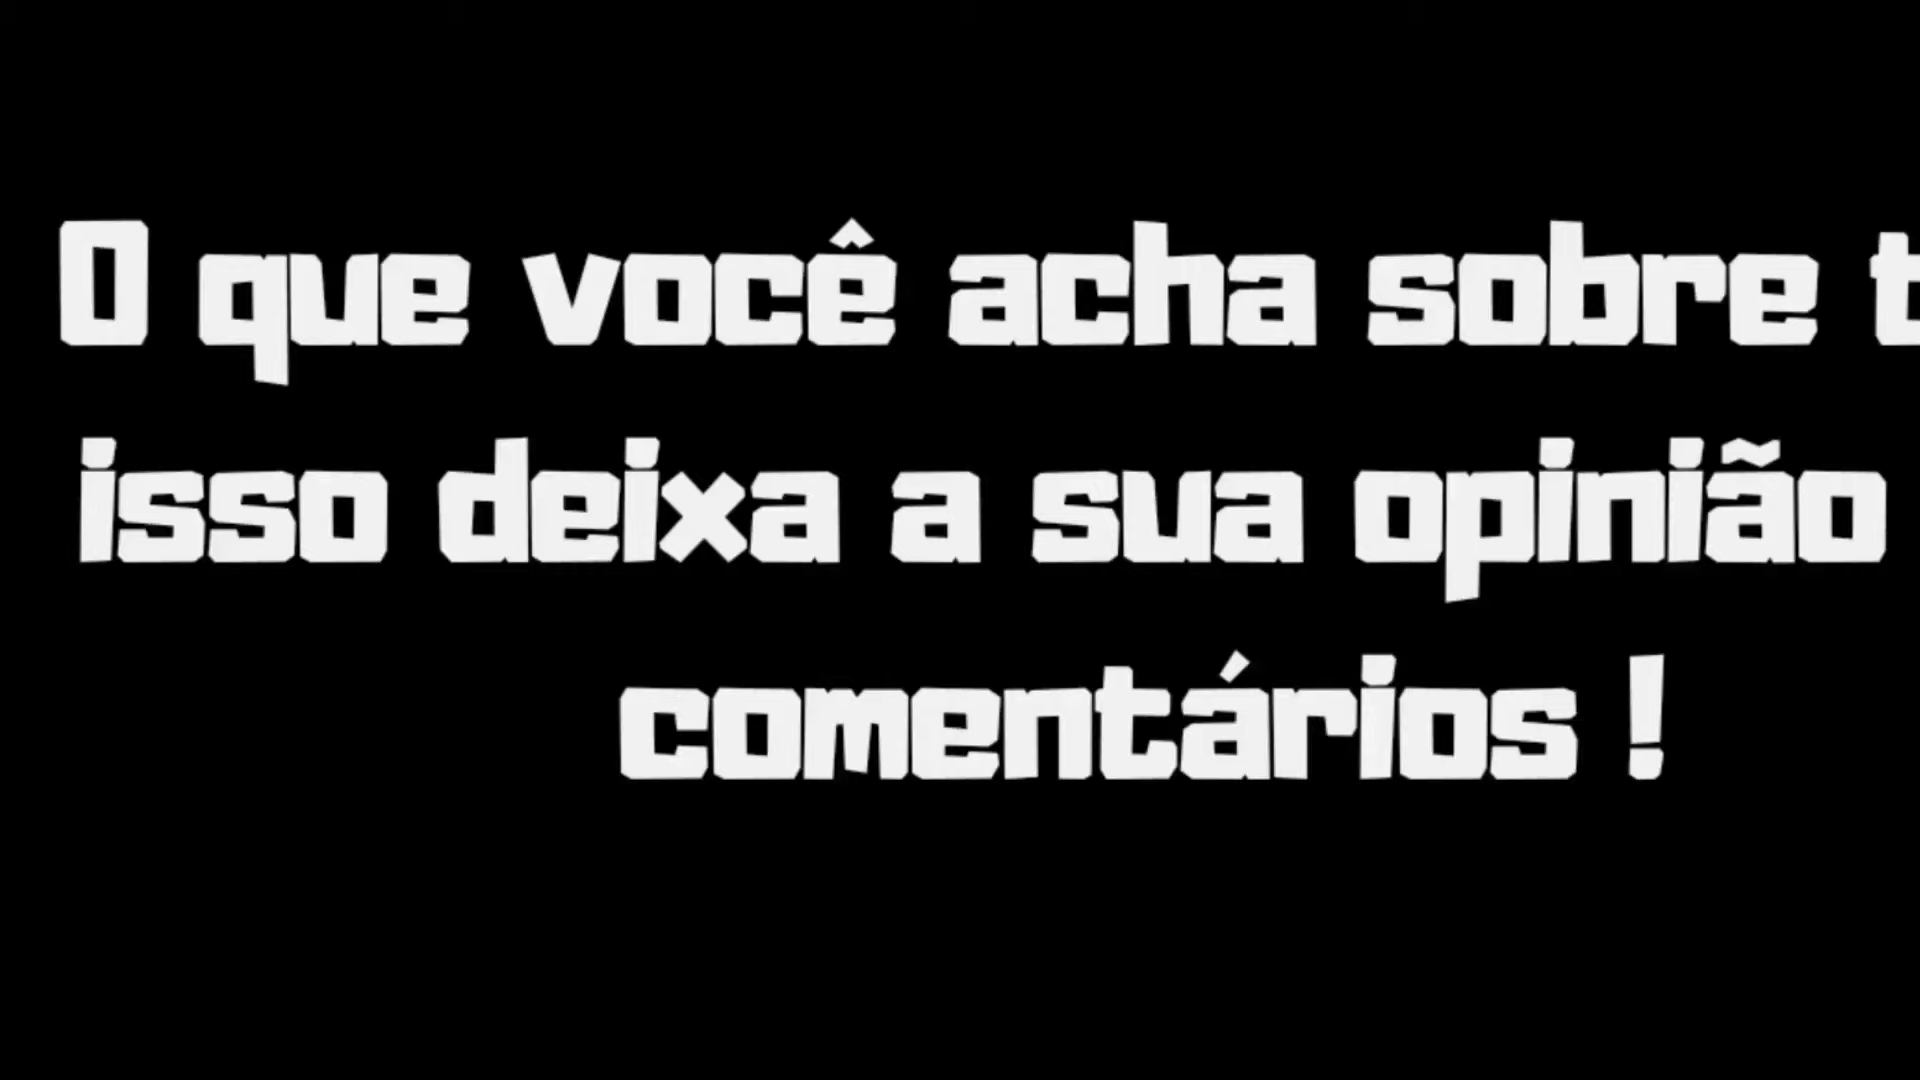 O que você acha sobre
isso deixa a sua opinião
comentários !